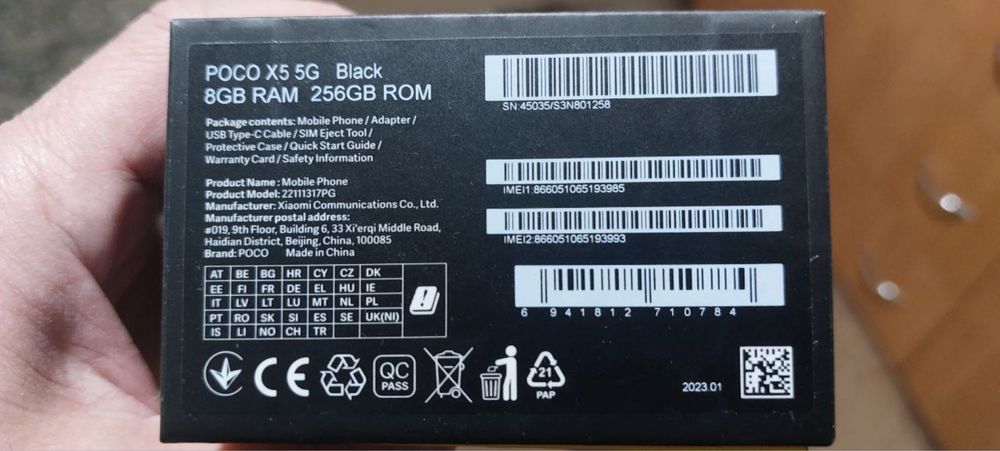 POCO X5 5G Black
8GB RAM 256GB ROM
Package contents: Mobile Phone / Adapter /
USB Type-C Cable / SIM Eject Tool /
Protective Case / Quick Start Guide /
Warranty Card / Safety Information
Product Name: Mobile Phone
Product Model: 22111317PG
Manufacturer: Xiaomi Communications Co., Ltd.
Manufacturer postal address:
#019, 9th Floor, Building 6, 33 Xi'erqi Middle Road,
Haidian District, Beijing, China, 100085
Brand: POCO Made in China
AT BE BG HR CY CZ DK
EE FI FR DE EL HU IE
IT LV LT LU MT NL PL
PT RO SK SI ES SE UK(NI)
IS LI NO CH TR
SN:45035/S3N801258
IMEI1:866051065193985
IMEI2:866051065193993
6 941812 710784
CE
QC
PASS
21
PAP
2023.01